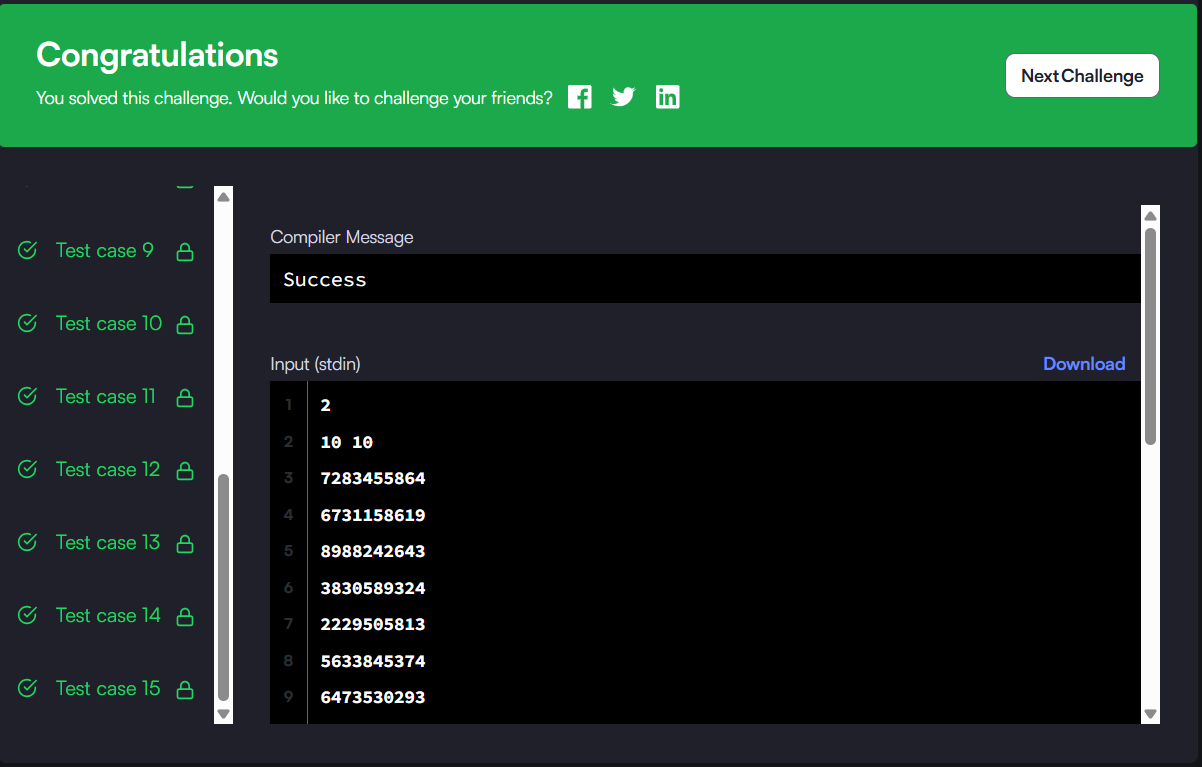 Congratulations
You solved this challenge. Would you like to challenge your friends?
Next Challenge
Test case 9
Test case 10
Test case 11
Test case 12
Test case 13
Test case 14
Test case 15
Compiler Message
Success
Input (stdin)
Download
1 2
2 10 10
3 7283455864
4 6731158619
5 8988242643
6 3830589324
7 2229505813
8 5633845374
9 6473530293